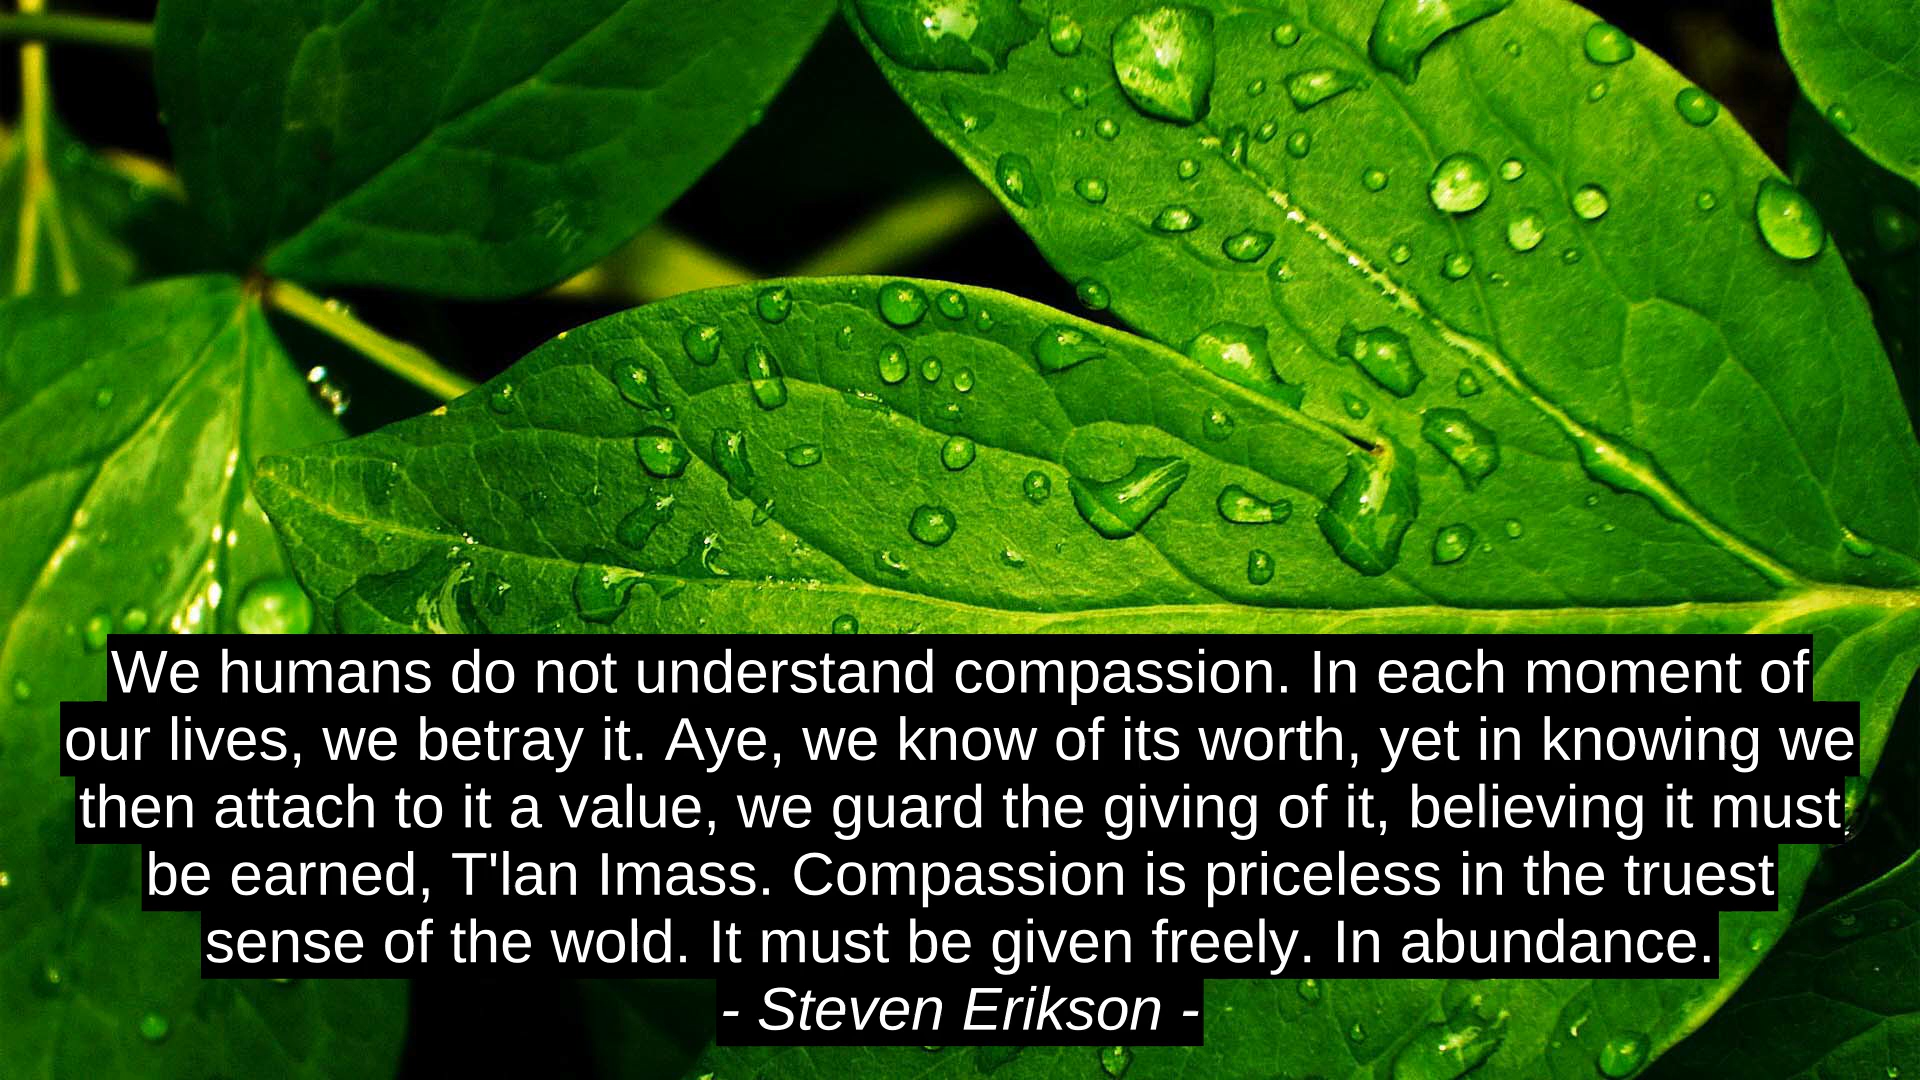 We humans do not understand compassion. In each moment of
our lives, we betray it. Aye, we know of its worth, yet in knowing we
then attach to it a value, we guard the giving of it, believing it must
be earned, T'lan Imass. Compassion is priceless in the truest
sense of the wold. It must be given freely. In abundance.
- Steven Erikson -